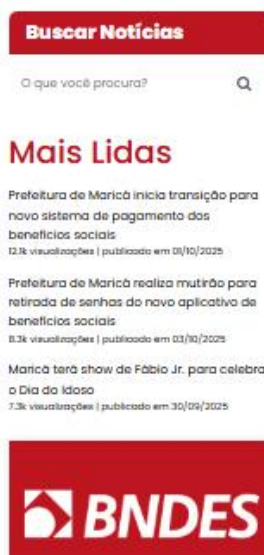 Buscar Notícias
O que você procura?
Mais Lidas
Prefeitura de Maricá inicia transição para
novo sistema de pagamento dos
benefícios sociais
12.1k visualizações | publicado em 01/10/2025
Prefeitura de Maricá realiza mutirão para
retirada de senhas do novo aplicativo de
benefícios sociais
8.3k visualizações | publicado em 03/10/2025
Maricá terá show de Fábio Jr. para celebra
o Dia do Idoso
7.3k visualizações | publicado em 30/09/2025
BNDES